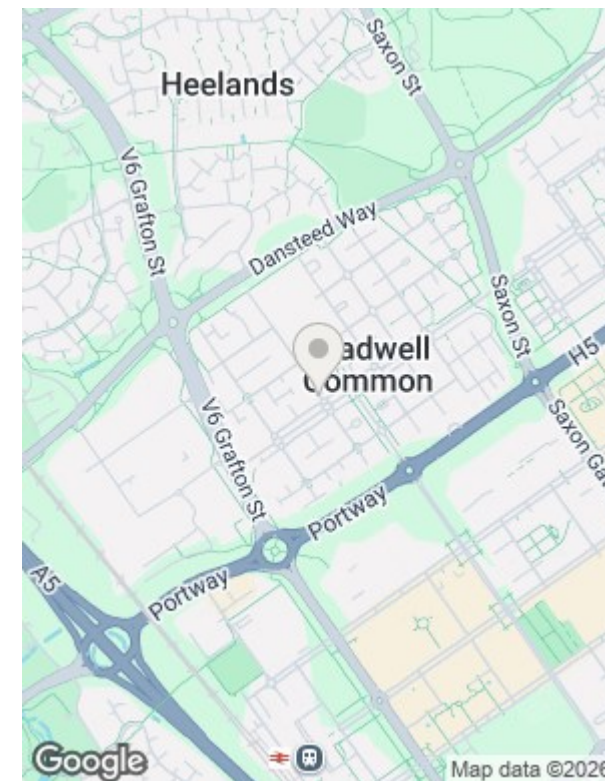 Saxon St
Heelands
V6 Grafton St
Dansteed Way
Saxon St
adwell
Common
H5
V6 Grafton St
Saxon Ga
Portway
A5
Portway
Google
Map data ©2026